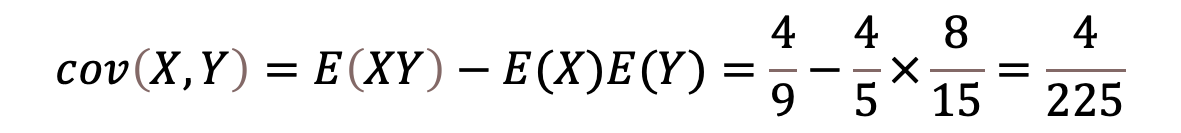 cov(X,Y) = E(XY) − E(X)E(Y) = 4/9 − 4/5 × 8/15 = 4/225